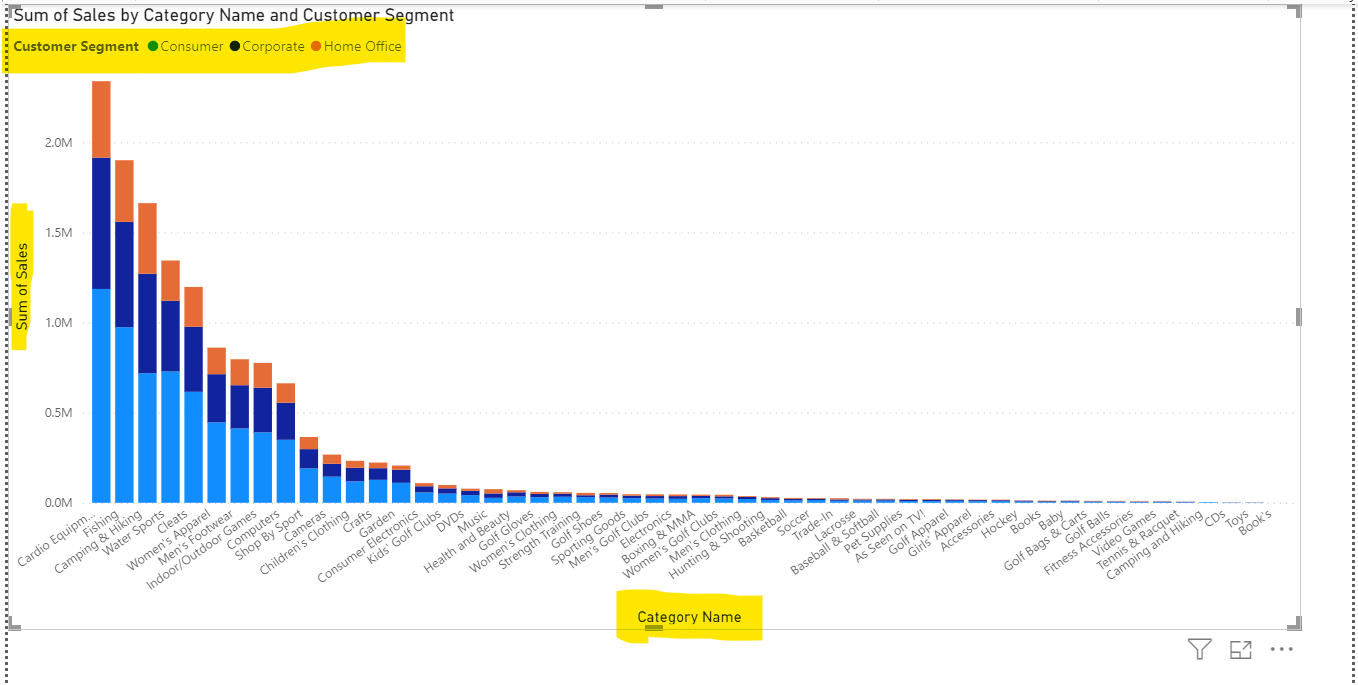 Sum of Sales by Category Name and Customer Segment
Customer Segment Consumer Corporate Home Office
2.0M
1.5M
1.0M
0.5M
0.0M
Sum of Sales
Cardio Equipm...
Fishing
Camping & Hiking
Water Sports
Cleats
Women's Apparel
Men's Footwear
Indoor/Outdoor Games
Computers
Shop By Sport
Cameras
Children's Clothing
Crafts
Garden
Consumer Electronics
Kids' Golf Clubs
DVDs
Music
Health and Beauty
Golf Gloves
Women's Clothing
Strength Training
Golf Shoes
Sporting Goods
Men's Golf Clubs
Electronics
Boxing & MMA
Women's Golf Clubs
Men's Clothing
Hunting & Shooting
Basketball
Soccer
Trade-In
Lacrosse
Baseball & Softball
Pet Supplies
As Seen on TV!
Golf Apparel
Girls' Apparel
Accessories
Hockey
Books
Baby
Golf Bags & Carts
Golf Balls
Fitness Accessories
Video Games
Tennis & Racquet
Camping and Hiking
CDs
Toys
Book's
Category Name